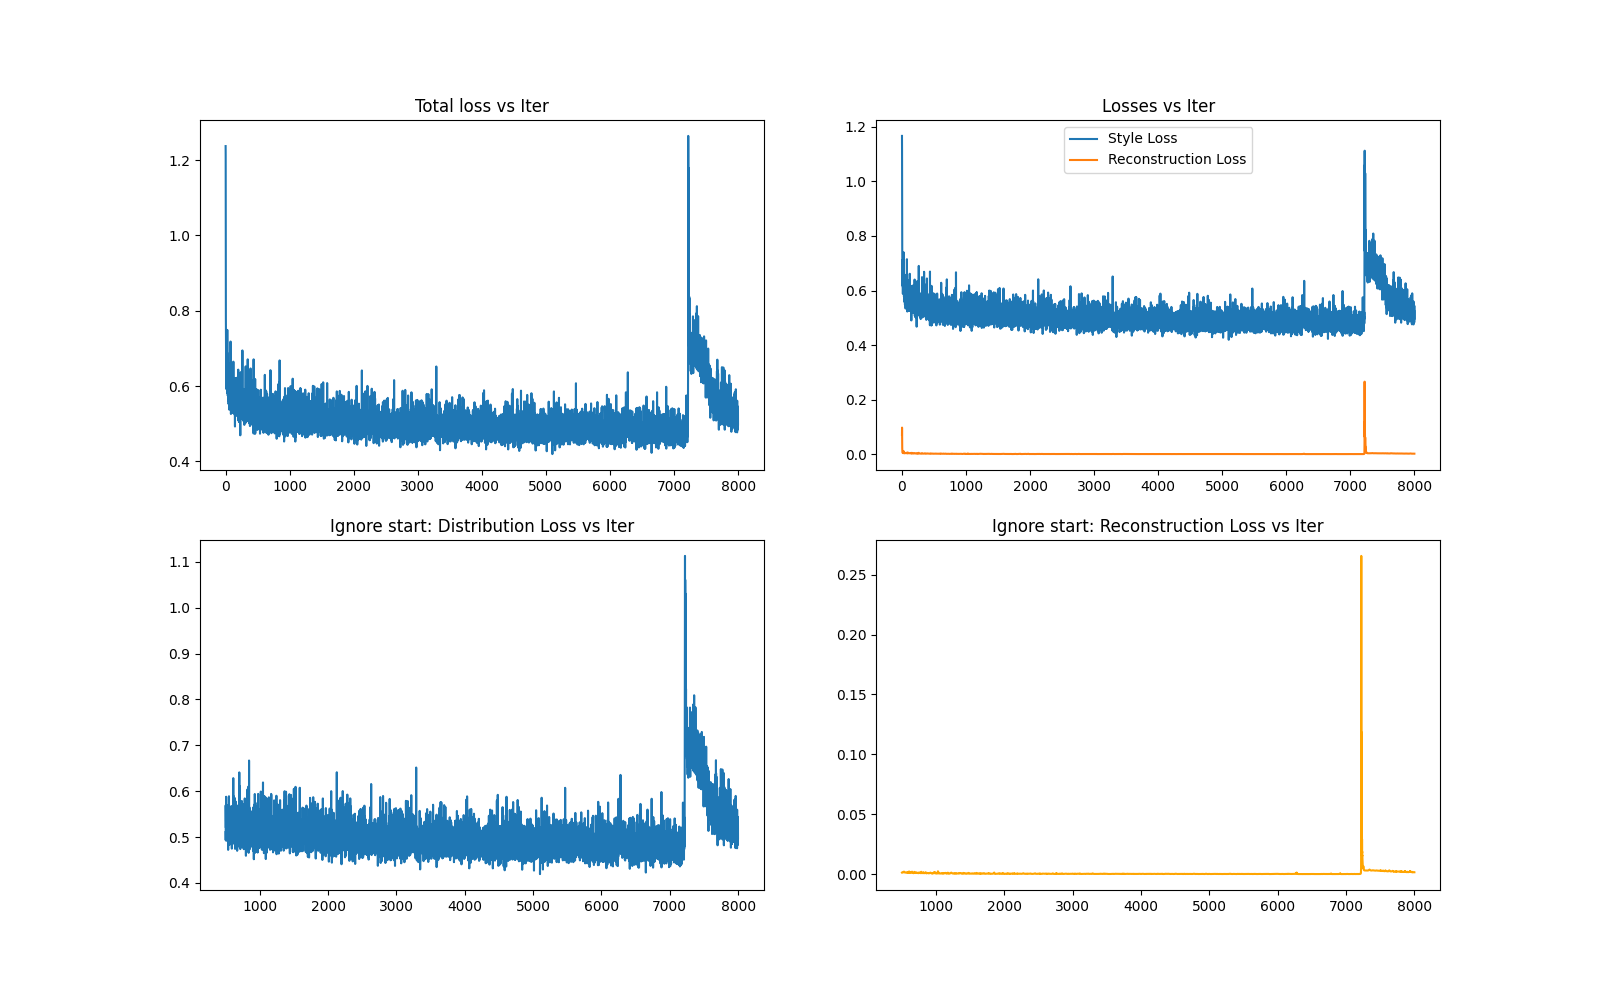 Total loss vs Iter
1.2
1.0
0.8
0.6
0.4
0 1000 2000 3000 4000 5000 6000 7000 8000
Losses vs Iter
Style Loss
Reconstruction Loss
1.2
1.0
0.8
0.6
0.4
0.2
0.0
0 1000 2000 3000 4000 5000 6000 7000 8000
Ignore start: Distribution Loss vs Iter
1.1
1.0
0.9
0.8
0.7
0.6
0.5
0.4
1000 2000 3000 4000 5000 6000 7000 8000
Ignore start: Reconstruction Loss vs Iter
0.25
0.20
0.15
0.10
0.05
0.00
1000 2000 3000 4000 5000 6000 7000 8000